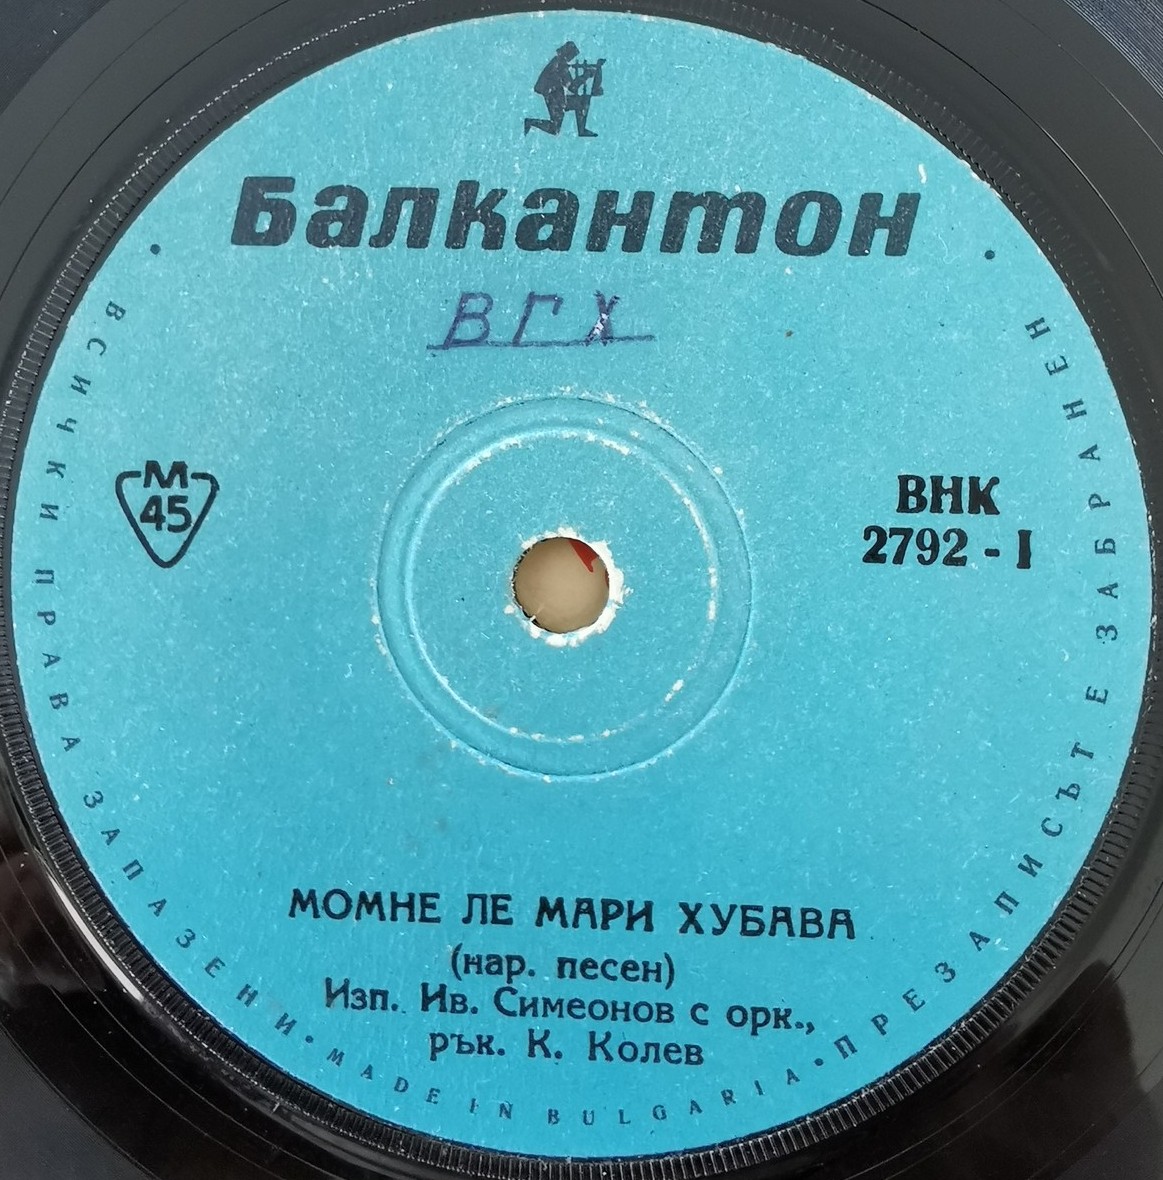 Балкантон
ВГХ
М
45
ВНК
2792 - I
МОМНЕ ЛЕ МАРИ ХУБАВА
(нар. песен)
Изп. Ив. Симеонов с орк.,
рък. К. Колев
• ВСИЧКИ ПРАВА ЗАПАЗЕНИ • MADE IN BULGARIA • ПРЕЗАПИСЪТ Е ЗАБРАНЕН •